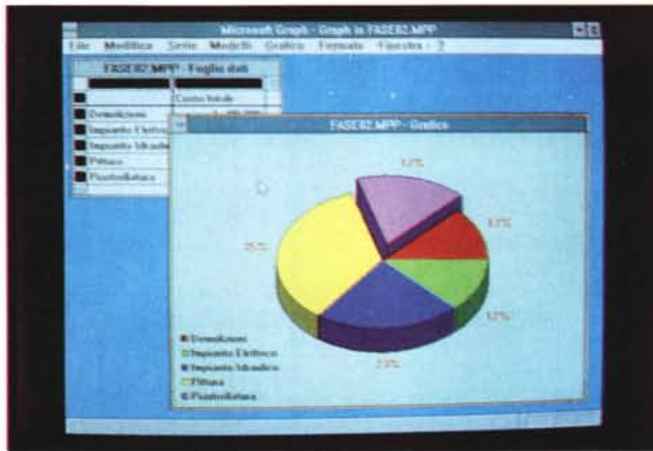 Microsoft Graph - Graph in FASE02.MPP
File Modifica Serie Modelli Grafico Formato Finestra ?
FASE02.MPP - Foglio dati
Costo totale
Demolizioni
Impianto Elettrico
Impianto Idraulico
Pittura
Piastrellatura
FASE02.MPP - Grafico
Demolizioni
Impianto Elettrico
Impianto Idraulico
Pittura
Piastrellatura